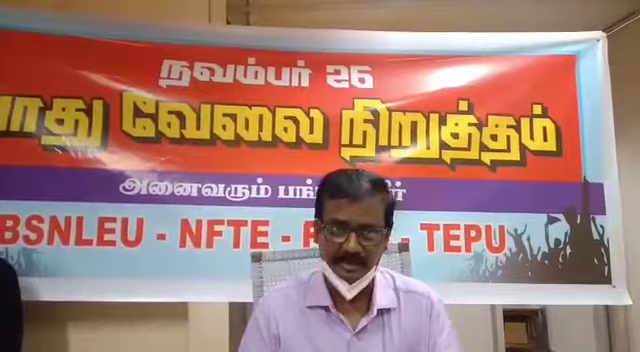 நவம்பர் 26
வேலை நிறுத்தம்
அனைவரும்
BSNLEU - NFTE - TEPU